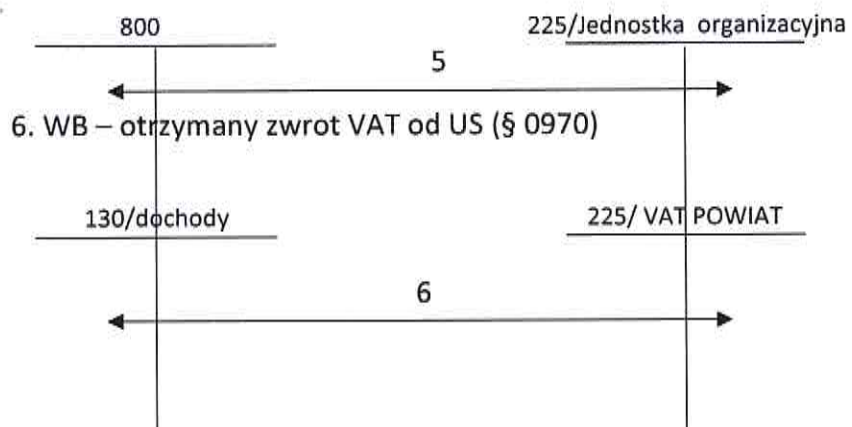 800 225/Jednostka organizacyjna
5
6. WB – otrzymany zwrot VAT od US (§ 0970)
130/dochody 225/ VAT POWIAT
6